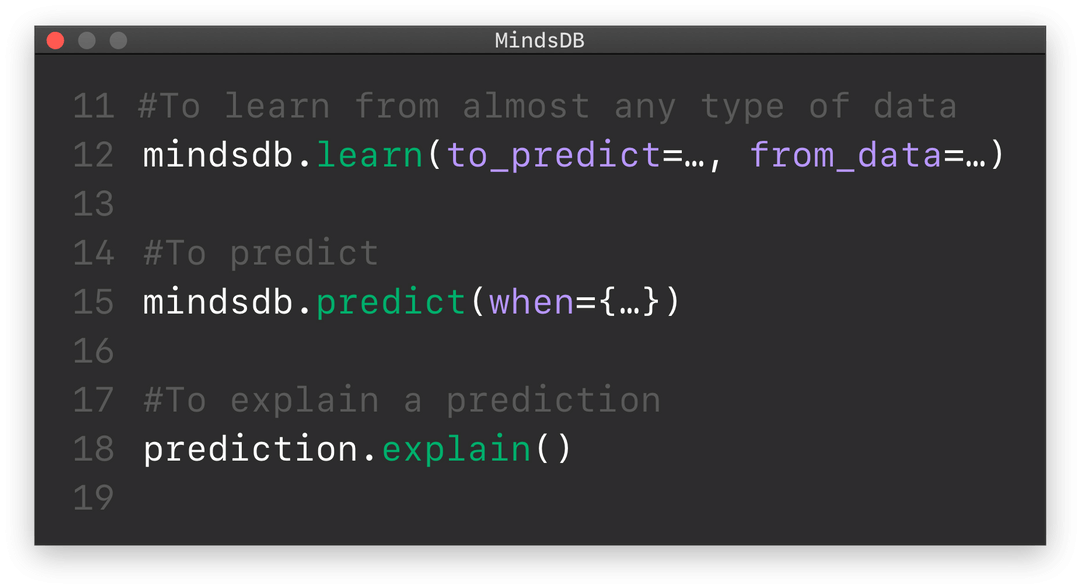 MindsDB
11 #To learn from almost any type of data
12 mindsdb.learn(to_predict=…, from_data=…)
13
14 #To predict
15 mindsdb.predict(when={…})
16
17 #To explain a prediction
18 prediction.explain()
19